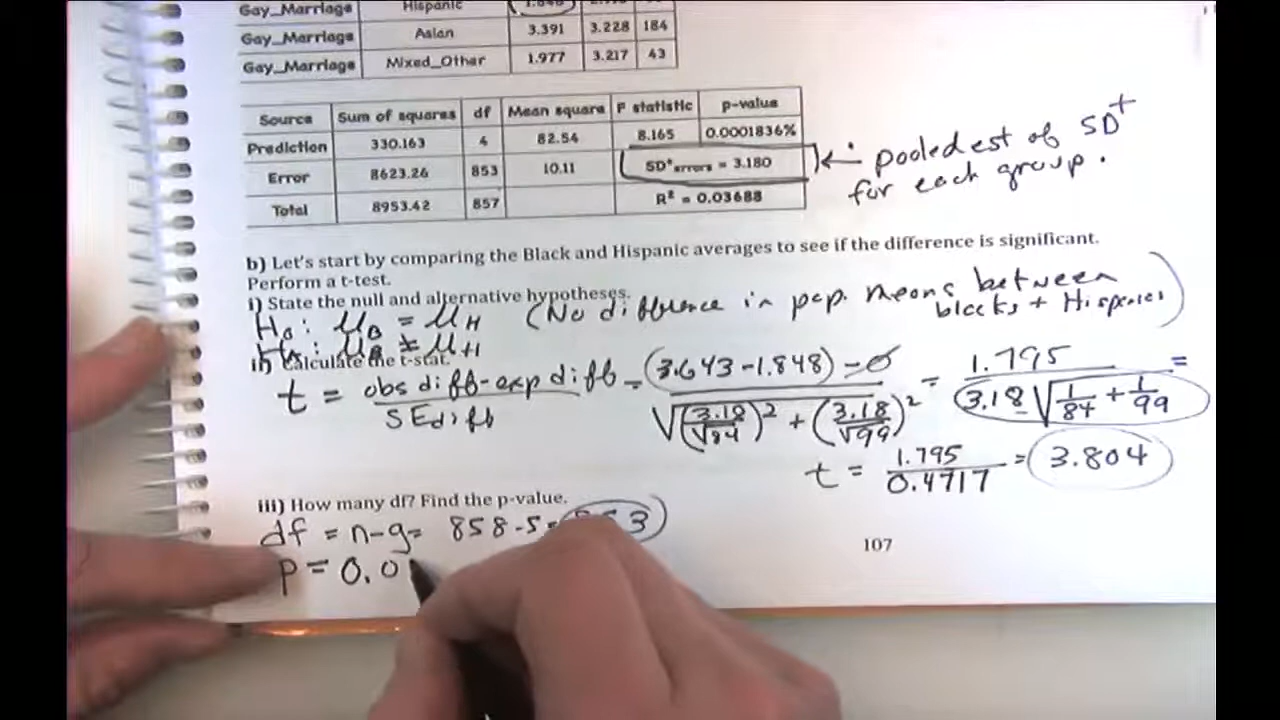 Gay_Marriage Hispanic (1.848)
Gay_Marriage Asian 3.391 3.228 184
Gay_Marriage Mixed_Other 1.977 3.217 43
Source Sum of squares df Mean square F statistic p-value
Prediction 330.163 4 82.54 8.165 0.0001836%
Error 8623.26 853 10.11 SD⁺errors = 3.180
Total 8953.42 857 R² = 0.03688
← pooled est of SD⁺
for each group.
b) Let's start by comparing the Black and Hispanic averages to see if the difference is significant.
Perform a t-test.
i) State the null and alternative hypotheses.
H₀: μB = μH (No difference in pop. means between
blacks + Hispanics)
HA: μB ≠ μH
ii) Calculate the t-stat.
t = obs diff-exp diff / SEdiff = (3.643-1.848)-0 / √((3.18/√84)² + (3.18/√99)²) = 1.795 / 3.18√(1/84 + 1/99) =
t = 1.795 / 0.4717 = 3.804
iii) How many df? Find the p-value.
df = n-g = 858-5= 853
P = 0.0
107